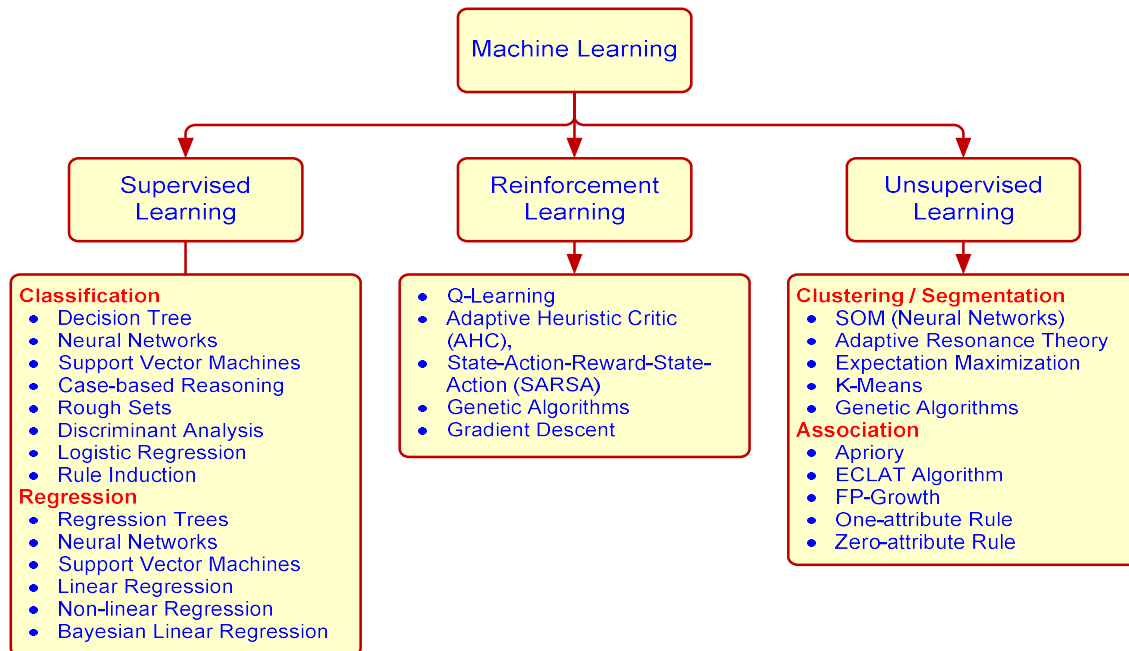 Machine Learning
Supervised
Learning
Reinforcement
Learning
Unsupervised
Learning
Classification
● Decision Tree
● Neural Networks
● Support Vector Machines
● Case-based Reasoning
● Rough Sets
● Discriminant Analysis
● Logistic Regression
● Rule Induction
Regression
● Regression Trees
● Neural Networks
● Support Vector Machines
● Linear Regression
● Non-linear Regression
● Bayesian Linear Regression
● Q-Learning
● Adaptive Heuristic Critic
(AHC),
● State-Action-Reward-State-
Action (SARSA)
● Genetic Algorithms
● Gradient Descent
Clustering / Segmentation
● SOM (Neural Networks)
● Adaptive Resonance Theory
● Expectation Maximization
● K-Means
● Genetic Algorithms
Association
● Apriory
● ECLAT Algorithm
● FP-Growth
● One-attribute Rule
● Zero-attribute Rule